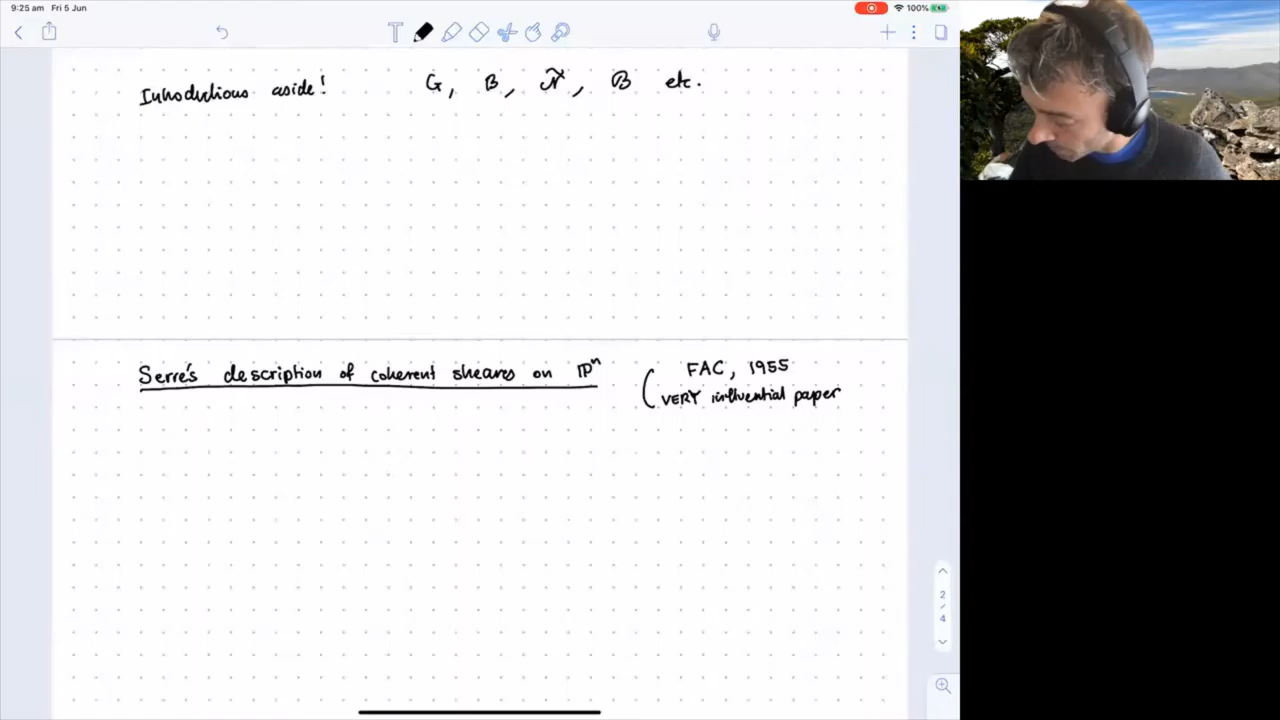 9:25 am Fri 5 Jun
100%
Introductions aside! G, B, Ñ, B etc.
Serre's description of coherent sheaves on ℙⁿ
( FAC, 1955
VERY influential paper
2
/
4